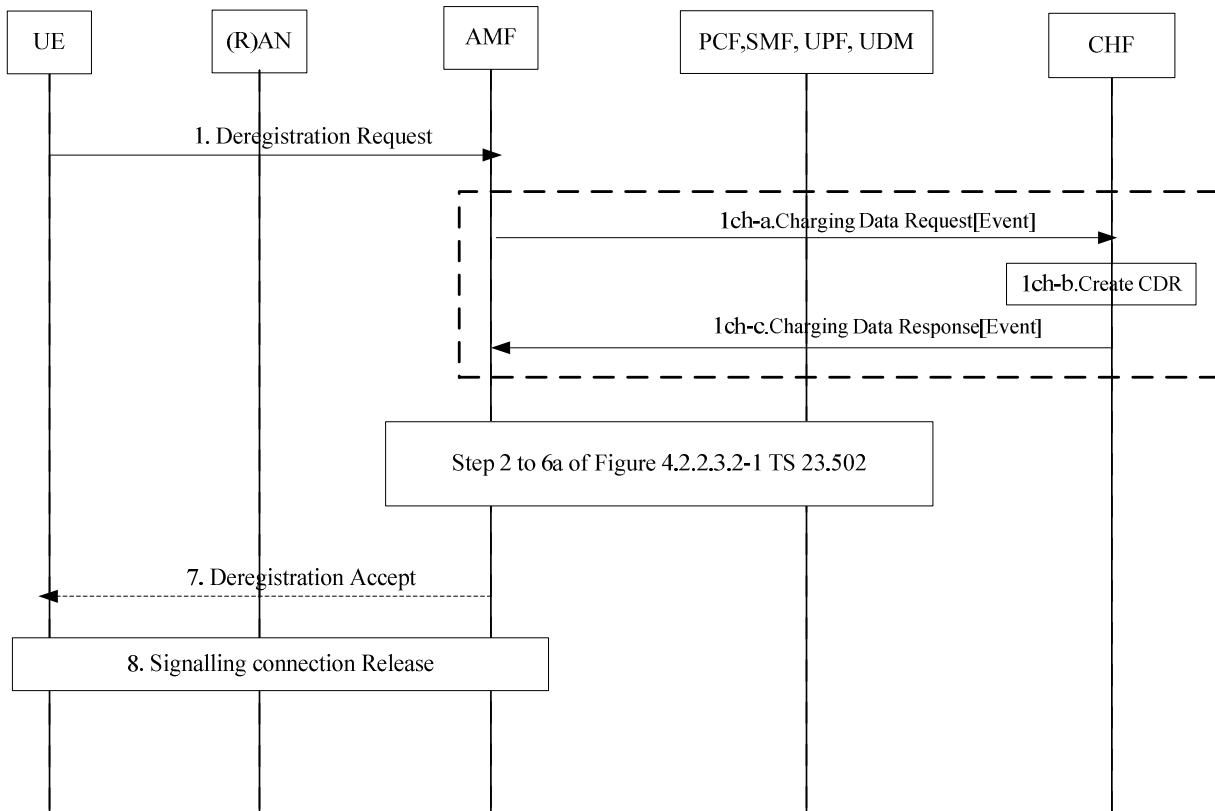 UE
(R)AN
AMF
PCF,SMF, UPF, UDM
CHF
1. Deregistration Request
1ch-a.Charging Data Request[Event]
1ch-b.Create CDR
1ch-c.Charging Data Response[Event]
Step 2 to 6a of Figure 4.2.2.3.2-1 TS 23.502
7. Deregistration Accept
8. Signalling connection Release